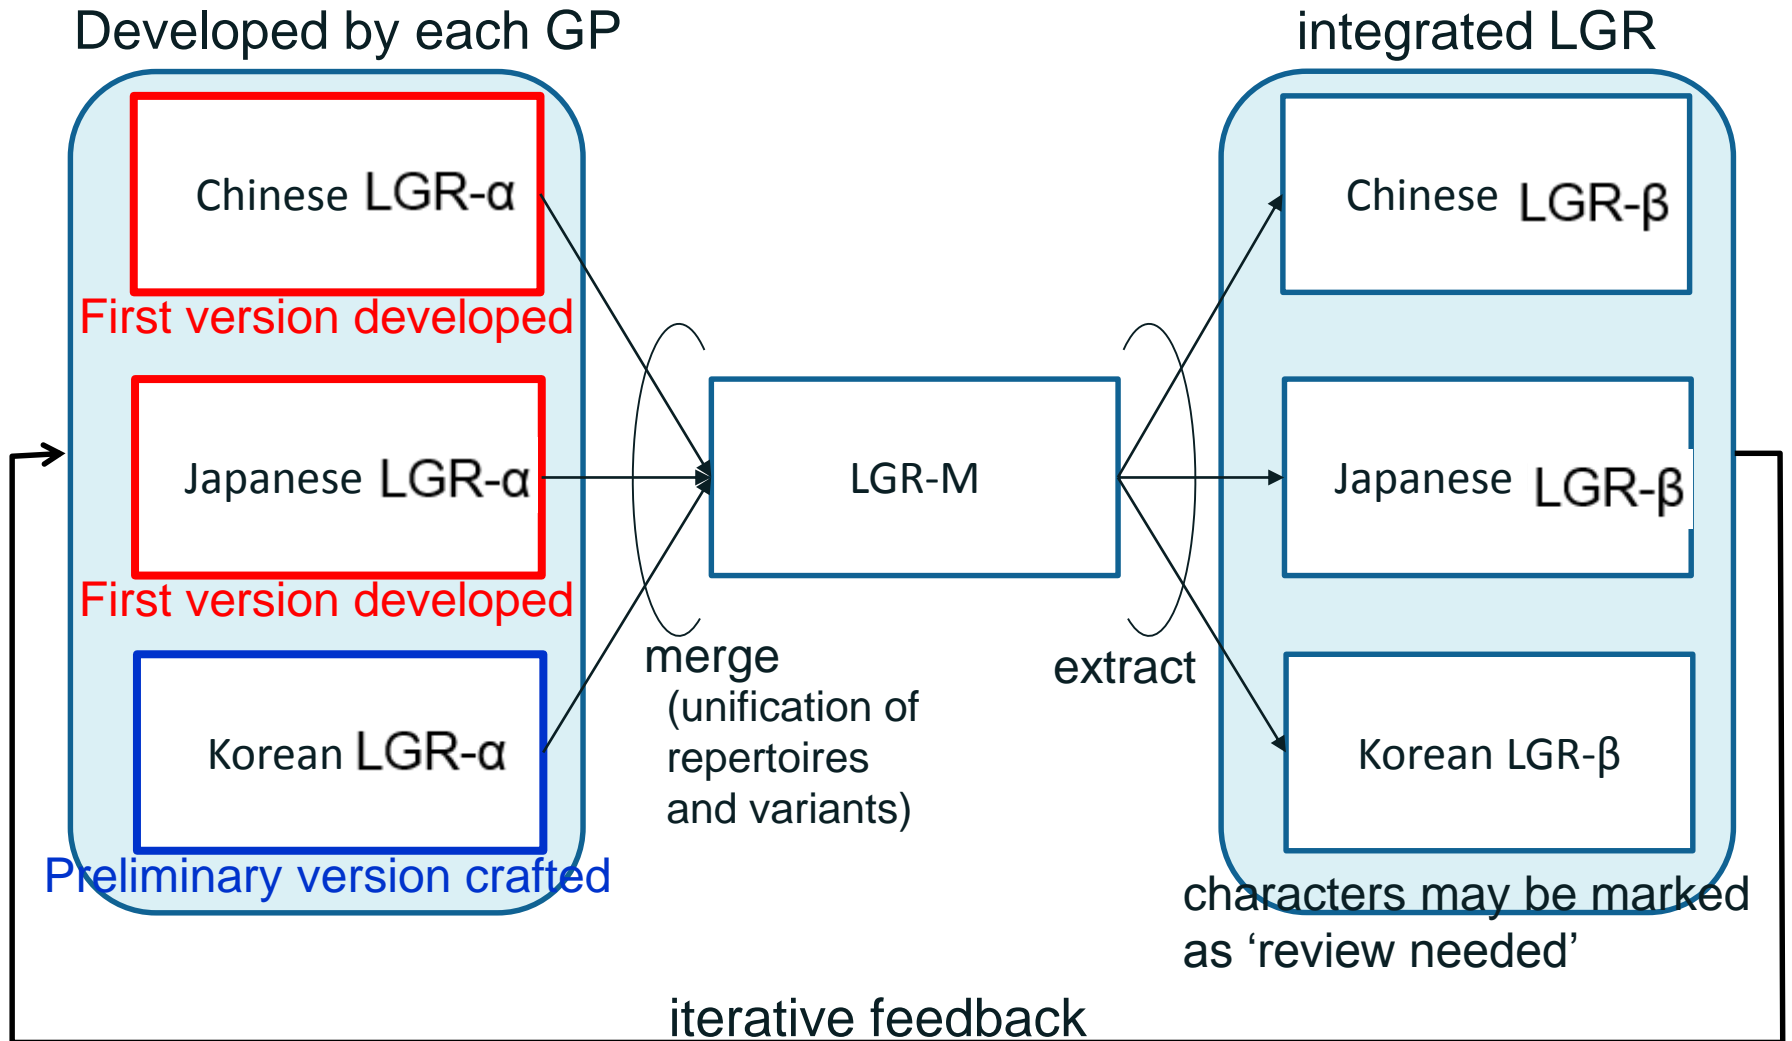 Developed by each GP
integrated LGR
Chinese LGR-α
First version developed
Japanese LGR-α
First version developed
Korean LGR-α
Preliminary version crafted
merge
(unification of
repertoires
and variants)
LGR-M
extract
Chinese LGR-β
Japanese LGR-β
Korean LGR-β
characters may be marked
as ‘review needed’
iterative feedback